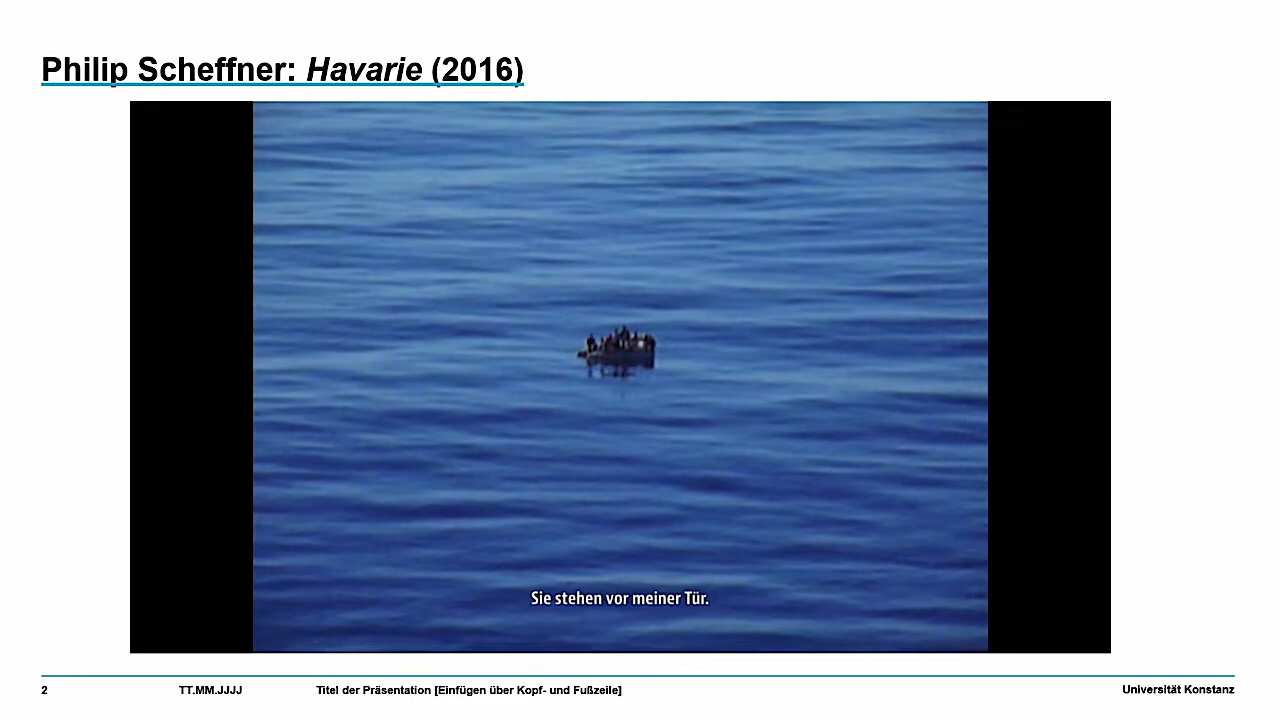 Philip Scheffner: Havarie (2016)
Sie stehen vor meiner Tür.
2 TT.MM.JJJJ Titel der Präsentation [Einfügen über Kopf- und Fußzeile] Universität Konstanz